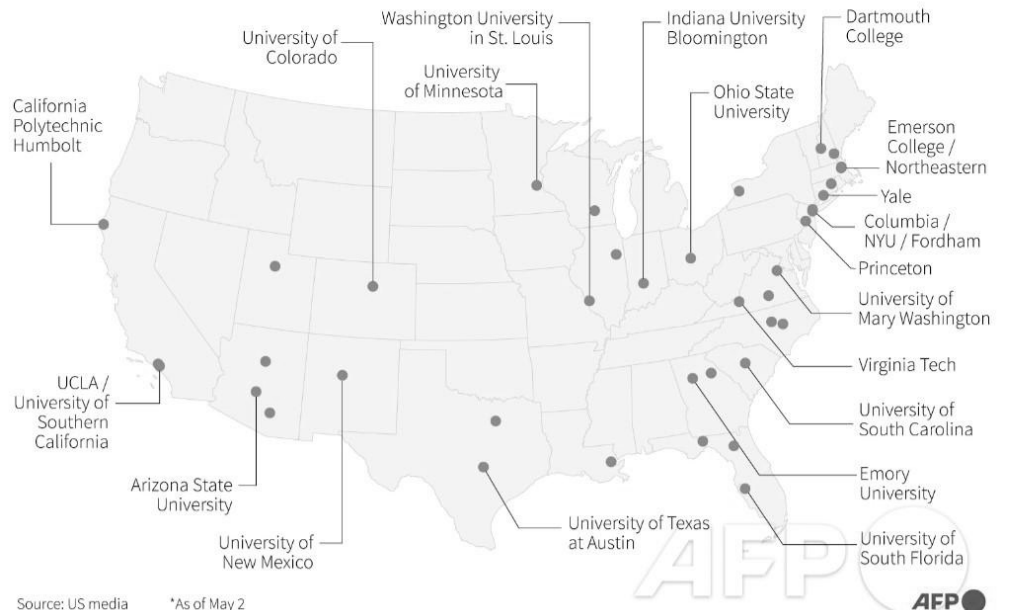 Washington University
in St. Louis
Indiana University
Bloomington
Dartmouth
College
University of
Colorado
University
of Minnesota
Ohio State
University
California
Polytechnic
Humbolt
Emerson
College /
Northeastern
Yale
Columbia /
NYU / Fordham
Princeton
University of
Mary Washington
Virginia Tech
UCLA /
University of
Southern
California
University of
South Carolina
Arizona State
University
Emory
University
University of
New Mexico
University of Texas
at Austin
University of
South Florida
AFP
Source: US media *As of May 2
AFP